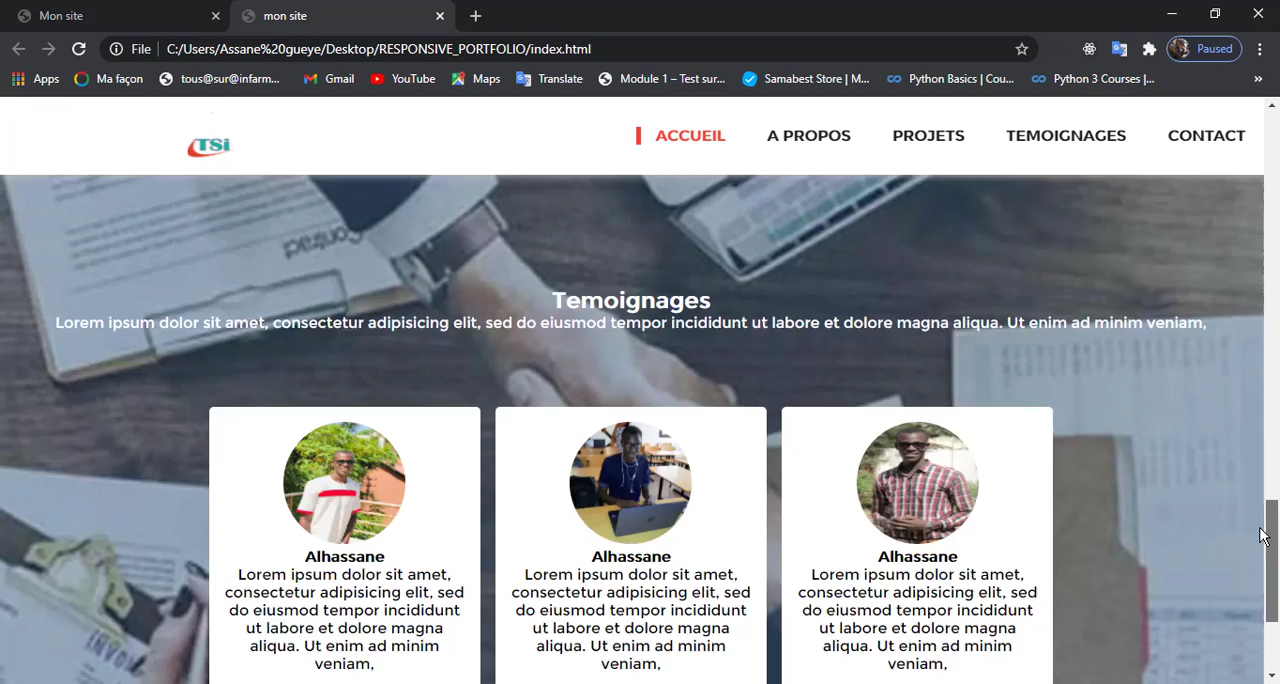 Mon site
mon site
File C:/Users/Assane%20gueye/Desktop/RESPONSIVE_PORTFOLIO/index.html
Paused
Apps Ma façon tous@sur@infarm... Gmail YouTube Maps Translate Module 1 – Test sur... Samabest Store | M... Python Basics | Cou... Python 3 Courses |... »
TSi
ACCUEIL A PROPOS PROJETS TEMOIGNAGES CONTACT
Contract
Temoignages
Lorem ipsum dolor sit amet, consectetur adipisicing elit, sed do eiusmod tempor incididunt ut labore et dolore magna aliqua. Ut enim ad minim veniam,
Alhassane
Lorem ipsum dolor sit amet,
consectetur adipisicing elit, sed
do eiusmod tempor incididunt
ut labore et dolore magna
aliqua. Ut enim ad minim
veniam,
Alhassane
Lorem ipsum dolor sit amet,
consectetur adipisicing elit, sed
do eiusmod tempor incididunt
ut labore et dolore magna
aliqua. Ut enim ad minim
veniam,
Alhassane
Lorem ipsum dolor sit amet,
consectetur adipisicing elit, sed
do eiusmod tempor incididunt
ut labore et dolore magna
aliqua. Ut enim ad minim
veniam,